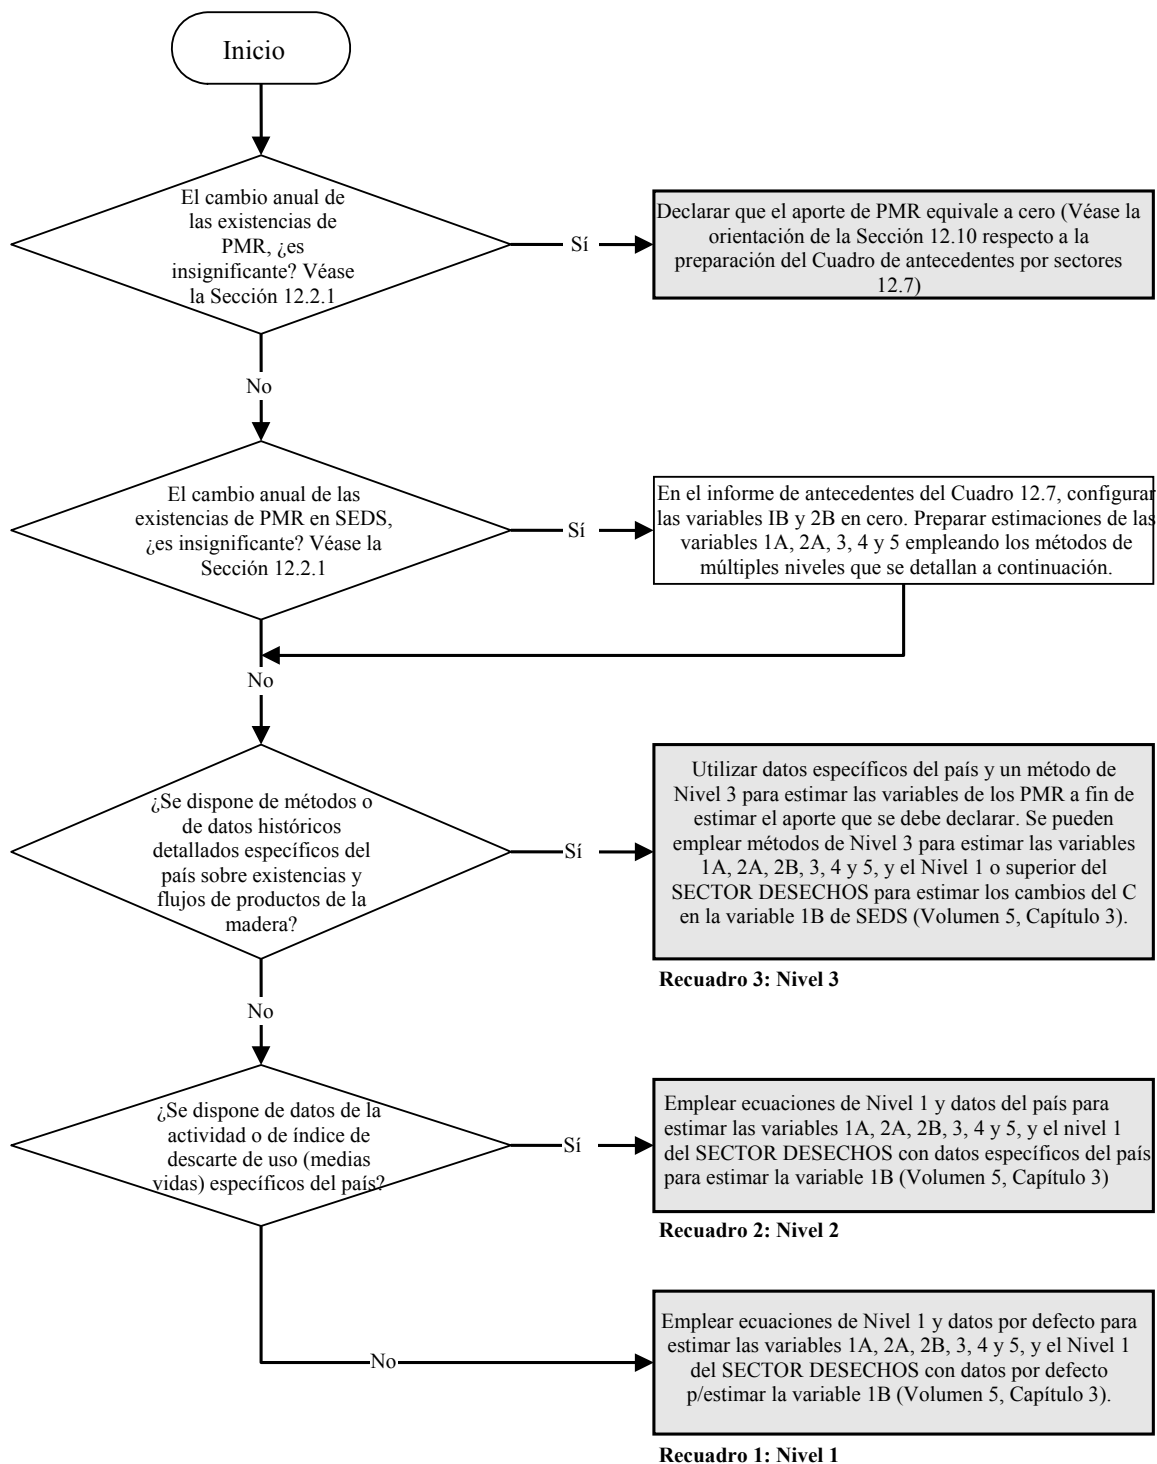 Inicio
El cambio anual de
las existencias de
PMR, ¿es
insignificante? Véase
la Sección 12.2.1
Sí
Declarar que el aporte de PMR equivale a cero (Véase la
orientación de la Sección 12.10 respecto a la
preparación del Cuadro de antecedentes por sectores
12.7)
No
El cambio anual de las
existencias de PMR en SEDS,
¿es insignificante? Véase la
Sección 12.2.1
Sí
En el informe de antecedentes del Cuadro 12.7, configurar
las variables IB y 2B en cero. Preparar estimaciones de las
variables 1A, 2A, 3, 4 y 5 empleando los métodos de
múltiples niveles que se detallan a continuación.
No
¿Se dispone de métodos o
de datos históricos
detallados específicos del
país sobre existencias y
flujos de productos de la
madera?
Sí
Utilizar datos específicos del país y un método de
Nivel 3 para estimar las variables de los PMR a fin de
estimar el aporte que se debe declarar. Se pueden
emplear métodos de Nivel 3 para estimar las variables
1A, 2A, 2B, 3, 4 y 5, y el Nivel 1 o superior del
SECTOR DESECHOS para estimar los cambios del C
en la variable 1B de SEDS (Volumen 5, Capítulo 3).
Recuadro 3: Nivel 3
No
¿Se dispone de datos de la
actividad o de índice de
descarte de uso (medias
vidas) específicos del país?
Sí
Emplear ecuaciones de Nivel 1 y datos del país para
estimar las variables 1A, 2A, 2B, 3, 4 y 5, y el nivel 1
del SECTOR DESECHOS con datos específicos del país
para estimar la variable 1B (Volumen 5, Capítulo 3)
Recuadro 2: Nivel 2
No
Emplear ecuaciones de Nivel 1 y datos por defecto para
estimar las variables 1A, 2A, 2B, 3, 4 y 5, y el Nivel 1
del SECTOR DESECHOS con datos por defecto
p/estimar la variable 1B (Volumen 5, Capítulo 3).
Recuadro 1: Nivel 1